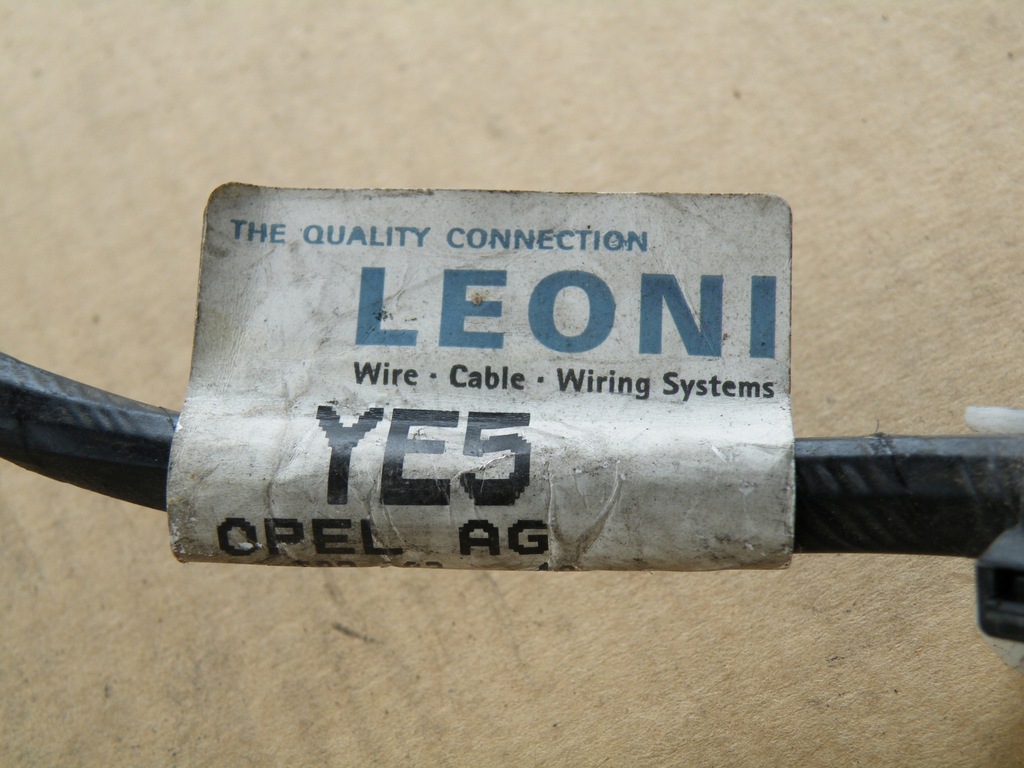 THE QUALITY CONNECTION
LEONI
Wire · Cable · Wiring Systems
YE5
OPEL AG